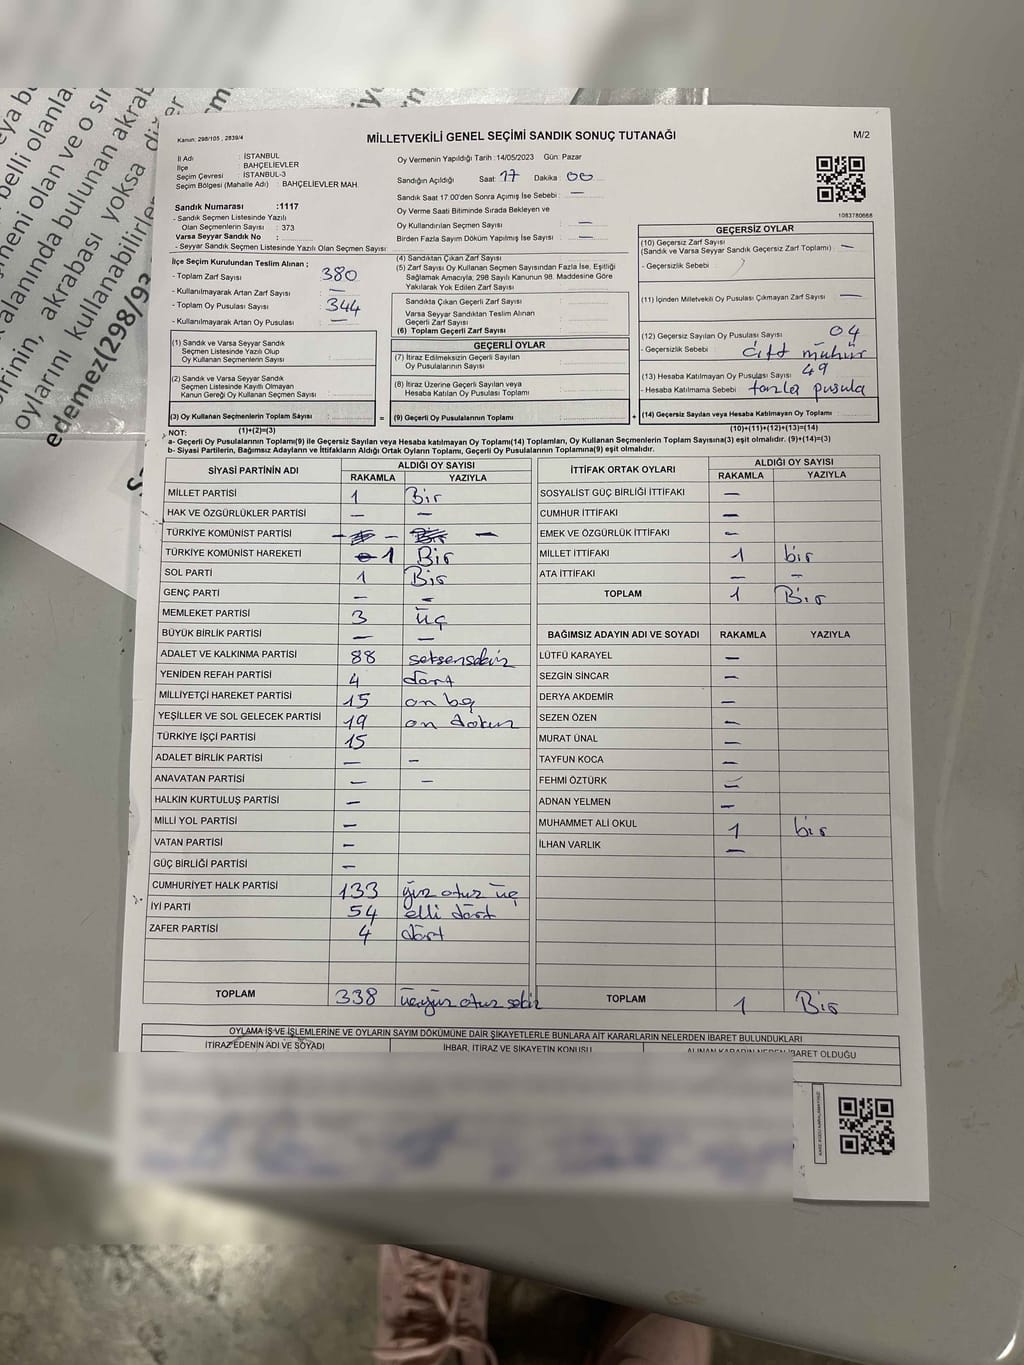 Kanun: 298/105 , 2839/4
MİLLETVEKİLİ GENEL SEÇİMİ SANDIK SONUÇ TUTANAĞI
M/2
İl Adı : İSTANBUL
İlçe : BAHÇELİEVLER
Seçim Çevresi : İSTANBUL-3
Seçim Bölgesi (Mahalle Adı) : BAHÇELİEVLER MAH.
Sandık Numarası :1117
- Sandık Seçmen Listesinde Yazılı
Olan Seçmenlerin Sayısı : 373
Varsa Seyyar Sandık No :
- Seyyar Sandık Seçmen Listesinde Yazılı Olan Seçmen Sayısı
Oy Vermenin Yapıldığı Tarih : 14/05/2023 Gün: Pazar
Sandığın Açıldığı Saat: 17 Dakika 00
Sandık Saat 17.00'den Sonra Açılmış İse Sebebi : —
Oy Verme Saati Bitiminde Sırada Bekleyen ve
Oy Kullandırılan Seçmen Sayısı : —
Birden Fazla Sayım Döküm Yapılmış İse Sayısı : —
1083780668
İlçe Seçim Kurulundan Teslim Alınan ;
- Toplam Zarf Sayısı : 380
- Kullanılmayarak Artan Zarf Sayısı : —
- Toplam Oy Pusulası Sayısı : 344
- Kullanılmayarak Artan Oy Pusulası : —
(1) Sandık ve Varsa Seyyar Sandık
Seçmen Listesinde Yazılı Olup
Oy Kullanan Seçmenlerin Sayısı :
(2) Sandık ve Varsa Seyyar Sandık
Seçmen Listesinde Kayıtlı Olmayan
Kanun Gereği Oy Kullanan Seçmen Sayısı :
(3) Oy Kullanan Seçmenlerin Toplam Sayısı :
(1)+(2)=(3)
(4) Sandıktan Çıkan Zarf Sayısı :
(5) Zarf Sayısı Oy Kullanan Seçmen Sayısından Fazla İse, Eşitliği
Sağlamak Amacıyla; 298 Sayılı Kanunun 98. Maddesine Göre
Yakılarak Yok Edilen Zarf Sayısı :
Sandıkta Çıkan Geçerli Zarf Sayısı :
Varsa Seyyar Sandıktan Teslim Alınan
Geçerli Zarf Sayısı :
(6) Toplam Geçerli Zarf Sayısı :
GEÇERLİ OYLAR
(7) İtiraz Edilmeksizin Geçerli Sayılan
Oy Pusulalarının Sayısı :
(8) İtiraz Üzerine Geçerli Sayılan veya
Hesaba Katılan Oy Pusulası Toplamı :
= (9) Geçerli Oy Pusulalarının Toplamı :
GEÇERSİZ OYLAR
(10) Geçersiz Zarf Sayısı
(Sandık ve Varsa Seyyar Sandık Geçersiz Zarf Toplamı) : —
- Geçersizlik Sebebi :
(11) İçinden Milletvekili Oy Pusulası Çıkmayan Zarf Sayısı : —
(12) Geçersiz Sayılan Oy Pusulası Sayısı : 04
- Geçersizlik Sebebi : Çift mühür
(13) Hesaba Katılmayan Oy Pusulası Sayısı : 49
- Hesaba Katılmama Sebebi : fazla pusula
+ (14) Geçersiz Sayılan veya Hesaba Katılmayan Oy Toplamı :
(10)+(11)+(12)+(13)=(14)
NOT:
a- Geçerli Oy Pusulalarının Toplamı(9) ile Geçersiz Sayılan veya Hesaba katılmayan Oy Toplamı(14) Toplamları, Oy Kullanan Seçmenlerin Toplam Sayısına(3) eşit olmalıdır. (9)+(14)=(3)
b- Siyasi Partilerin, Bağımsız Adayların ve İttifakların Aldığı Ortak Oyların Toplamı, Geçerli Oy Pusulalarının Toplamına(9) eşit olmalıdır.
SİYASİ PARTİNİN ADI ALDIĞI OY SAYISI
RAKAMLA YAZIYLA
MİLLET PARTİSİ 1 Bir
HAK VE ÖZGÜRLÜKLER PARTİSİ — —
TÜRKİYE KOMÜNİST PARTİSİ — —
TÜRKİYE KOMÜNİST HAREKETİ 1 Bir
SOL PARTİ 1 Bir
GENÇ PARTİ — —
MEMLEKET PARTİSİ 3 üç
BÜYÜK BİRLİK PARTİSİ — —
ADALET VE KALKINMA PARTİSİ 88 seksensekiz
YENİDEN REFAH PARTİSİ 4 dört
MİLLİYETÇİ HAREKET PARTİSİ 15 on beş
YEŞİLLER VE SOL GELECEK PARTİSİ 19 on dokuz
TÜRKİYE İŞÇİ PARTİSİ 15
ADALET BİRLİK PARTİSİ — —
ANAVATAN PARTİSİ — —
HALKIN KURTULUŞ PARTİSİ —
MİLLİ YOL PARTİSİ —
VATAN PARTİSİ —
GÜÇ BİRLİĞİ PARTİSİ —
CUMHURİYET HALK PARTİSİ 133 yüz otuz üç
İYİ PARTİ 54 elli dört
ZAFER PARTİSİ 4 dört
TOPLAM 338 üçyüz otuz sekiz
İTTİFAK ORTAK OYLARI ALDIĞI OY SAYISI
RAKAMLA YAZIYLA
SOSYALİST GÜÇ BİRLİĞİ İTTİFAKI —
CUMHUR İTTİFAKI —
EMEK VE ÖZGÜRLÜK İTTİFAKI —
MİLLET İTTİFAKI 1 bir
ATA İTTİFAKI — —
TOPLAM 1 Bir
BAĞIMSIZ ADAYIN ADI VE SOYADI RAKAMLA YAZIYLA
LÜTFÜ KARAYEL —
SEZGİN SİNCAR —
DERYA AKDEMİR —
SEZEN ÖZEN —
MURAT ÜNAL —
TAYFUN KOCA —
FEHMİ ÖZTÜRK —
ADNAN YELMEN —
MUHAMMET ALİ OKUL 1 bir
İLHAN VARLIK —
TOPLAM 1 Bir
OYLAMA İŞ VE İŞLEMLERİNE VE OYLARIN SAYIM DÖKÜMÜNE DAİR ŞİKAYETLERLE BUNLARA AİT KARARLARIN NELERDEN İBARET BULUNDUKLARI
İTİRAZ EDENİN ADI VE SOYADI
İHBAR, İTİRAZ VE ŞİKAYETİN KONUSU
ALINAN KARARIN NEDEN İBARET OLDUĞU
belli olanla
meni olan ve o sı
alanında bulunan akrab
birinin, akrabası yoksa diğer
oylarını kullanabilirler
edemez(298/93